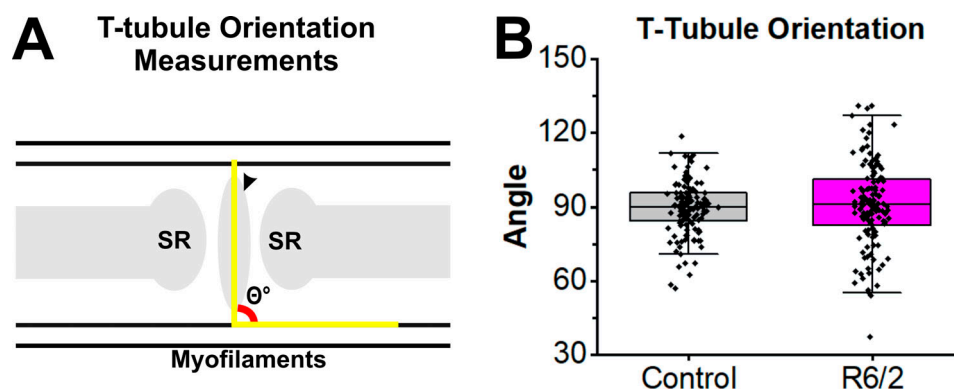 A
T-tubule Orientation
Measurements
SR
SR
Θ°
Myofilaments
B
T-Tubule Orientation
Angle
150
120
90
60
30
Control
R6/2